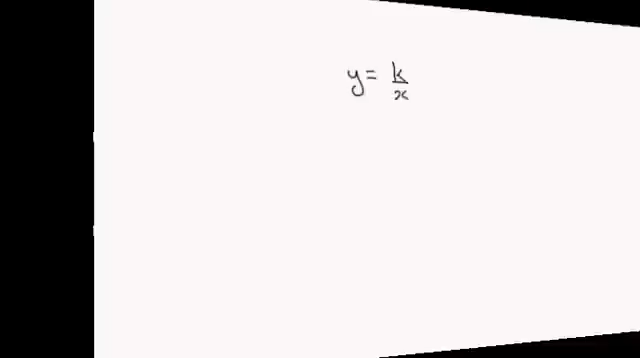 y = k/x